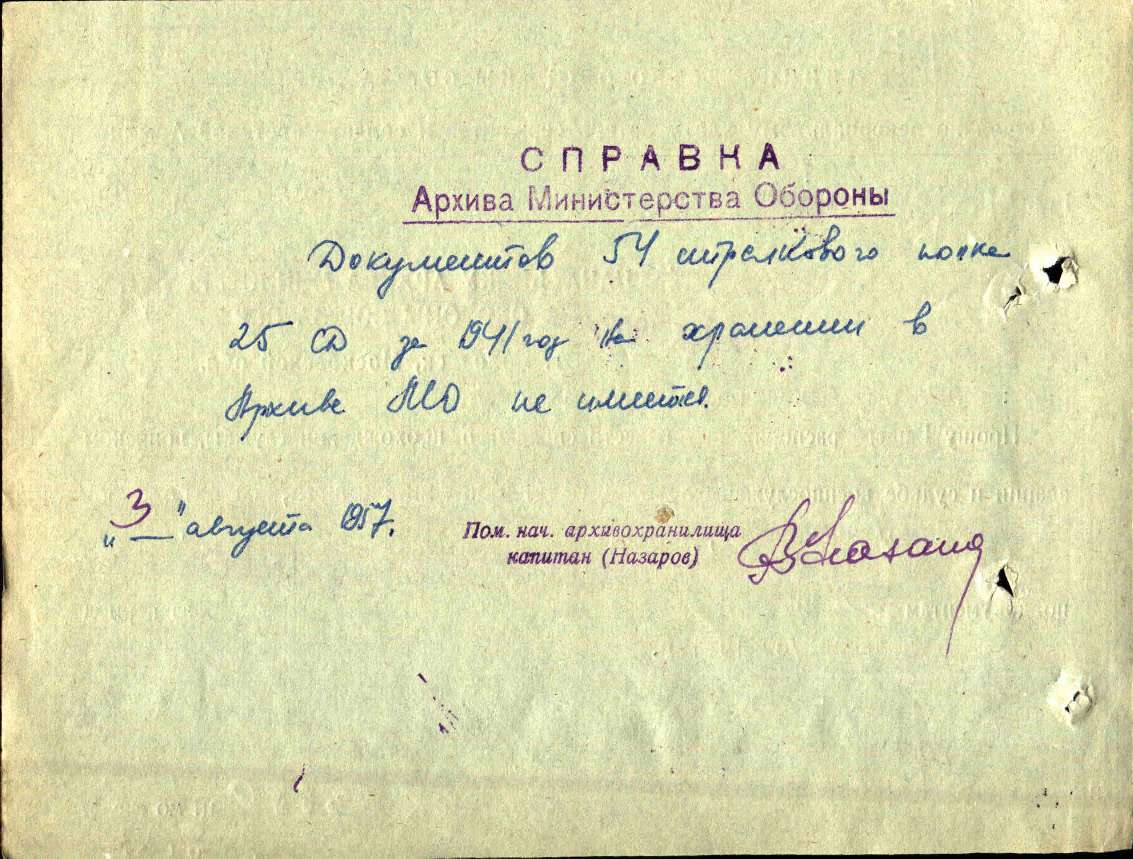 СПРАВКА
Архива Министерства Обороны
Документов 54 стрелкового полка
25 СД за 1941 год на хранении в
Архиве МО не имеется.
"3" августа 1957.
Пом. нач. архивохранилища
капитан (Назаров)